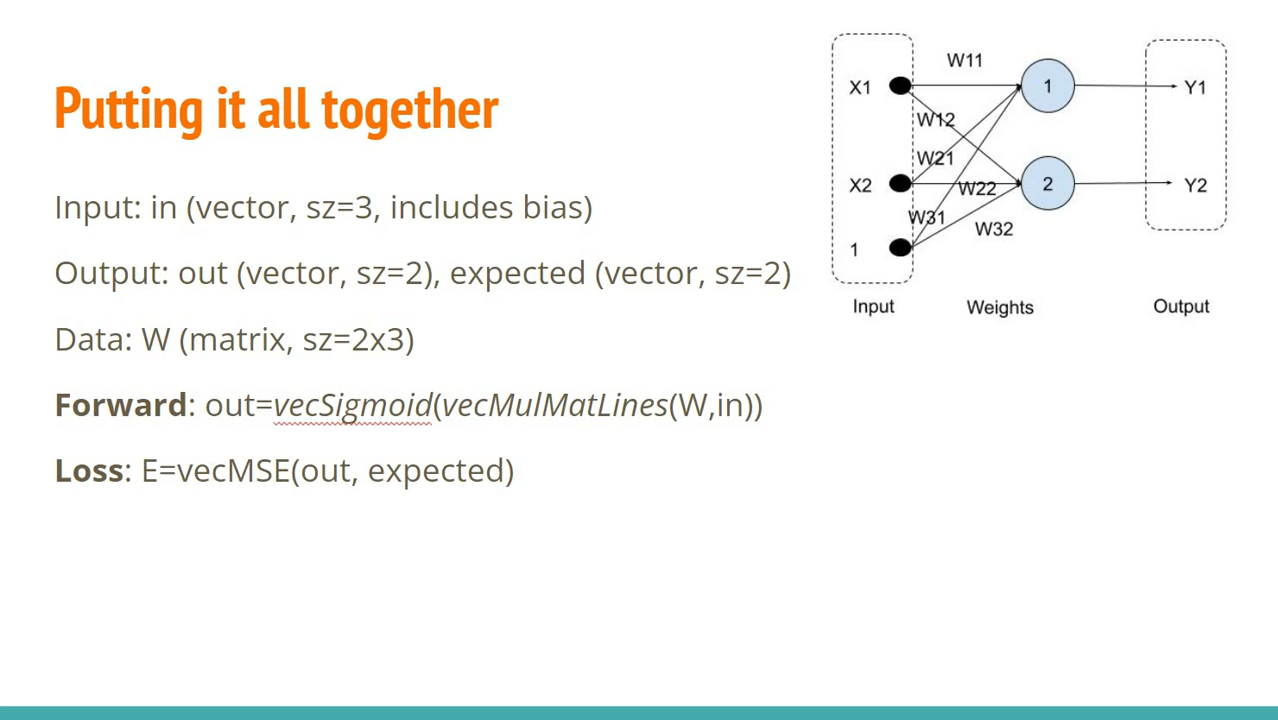 Putting it all together
Input: in (vector, sz=3, includes bias)
Output: out (vector, sz=2), expected (vector, sz=2)
Data: W (matrix, sz=2x3)
Forward: out=vecSigmoid(vecMulMatLines(W,in))
Loss: E=vecMSE(out, expected)
W11
X1
1
Y1
W12
W21
X2
W22
2
Y2
W31
W32
1
Input
Weights
Output